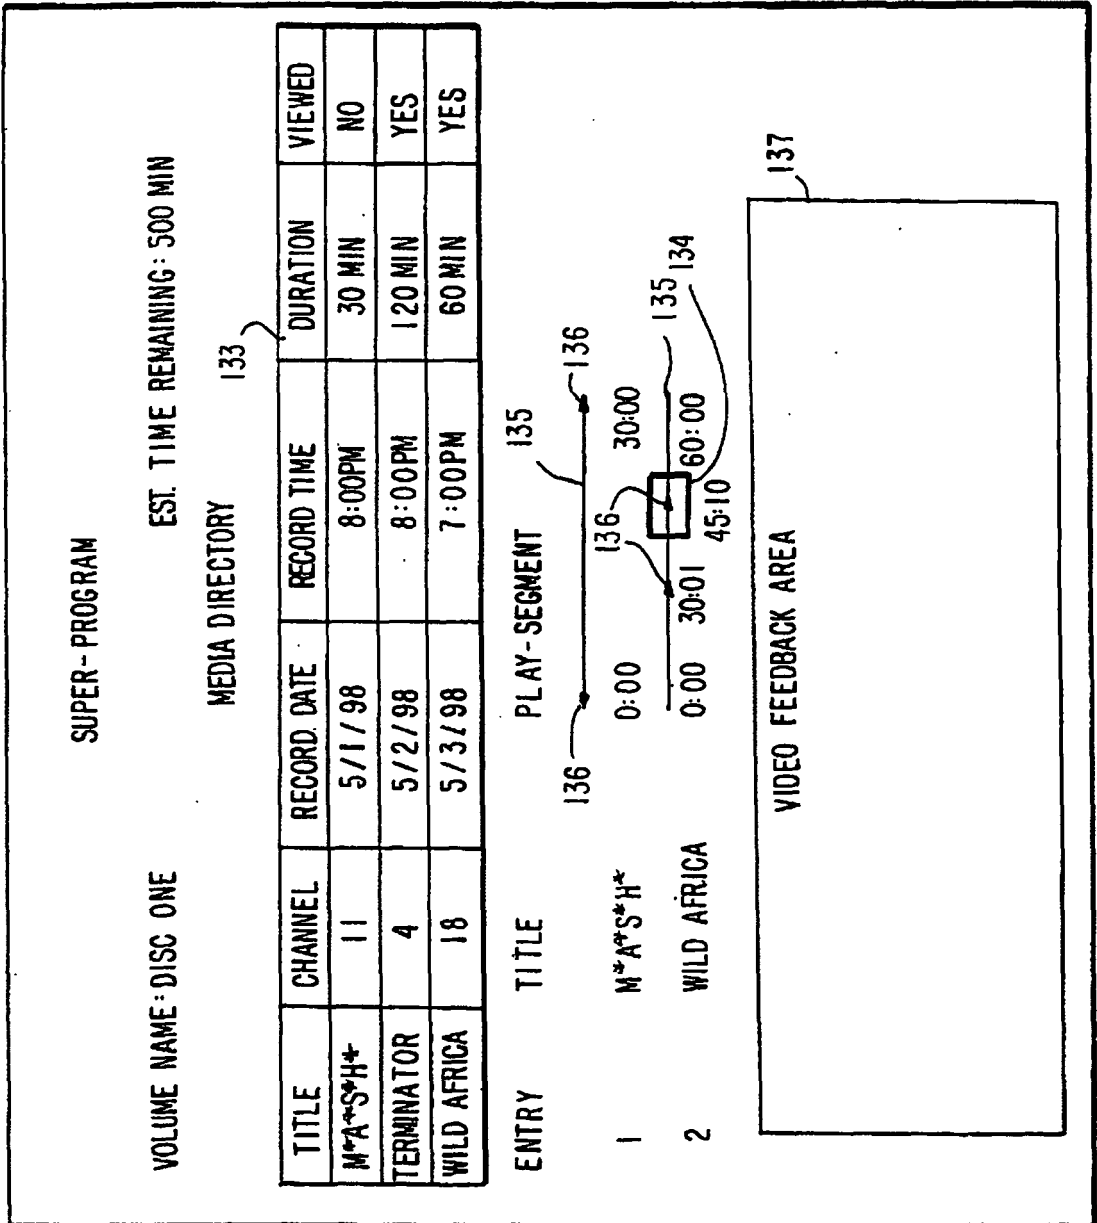 SUPER-PROGRAM
VOLUME NAME: DISC ONE EST. TIME REMAINING: 500 MIN
MEDIA DIRECTORY 133
TITLE CHANNEL RECORD. DATE RECORD TIME DURATION VIEWED
M*A*S*H* 11 5/1/98 8:00PM 30 MIN NO
TERMINATOR 4 5/2/98 8:00PM 120 MIN YES
WILD AFRICA 18 5/3/98 7:00PM 60 MIN YES
ENTRY TITLE PLAY-SEGMENT 135
136 136
1 M*A*S*H* 0:00 30:00
136 135 134
2 WILD AFRICA 0:00 30:01 60:00
45:10
137
VIDEO FEEDBACK AREA